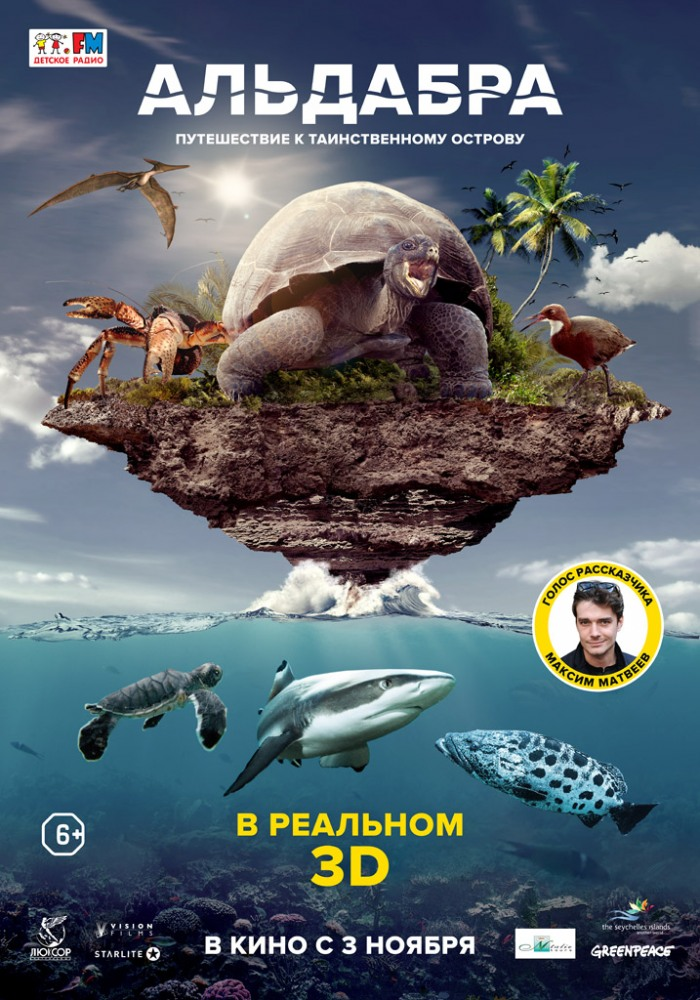 .FM
ДЕТСКОЕ РАДИО
АЛЬДАБРА
ПУТЕШЕСТВИЕ К ТАИНСТВЕННОМУ ОСТРОВУ
ГОЛОС РАССКАЗЧИКА
МАКСИМ МАТВЕЕВ
В РЕАЛЬНОМ
3D
6+
ЛЮКСОР
VISION
FILMS
STARLITE
В КИНО С 3 НОЯБРЯ
the seychelles islands
GREENPEACE